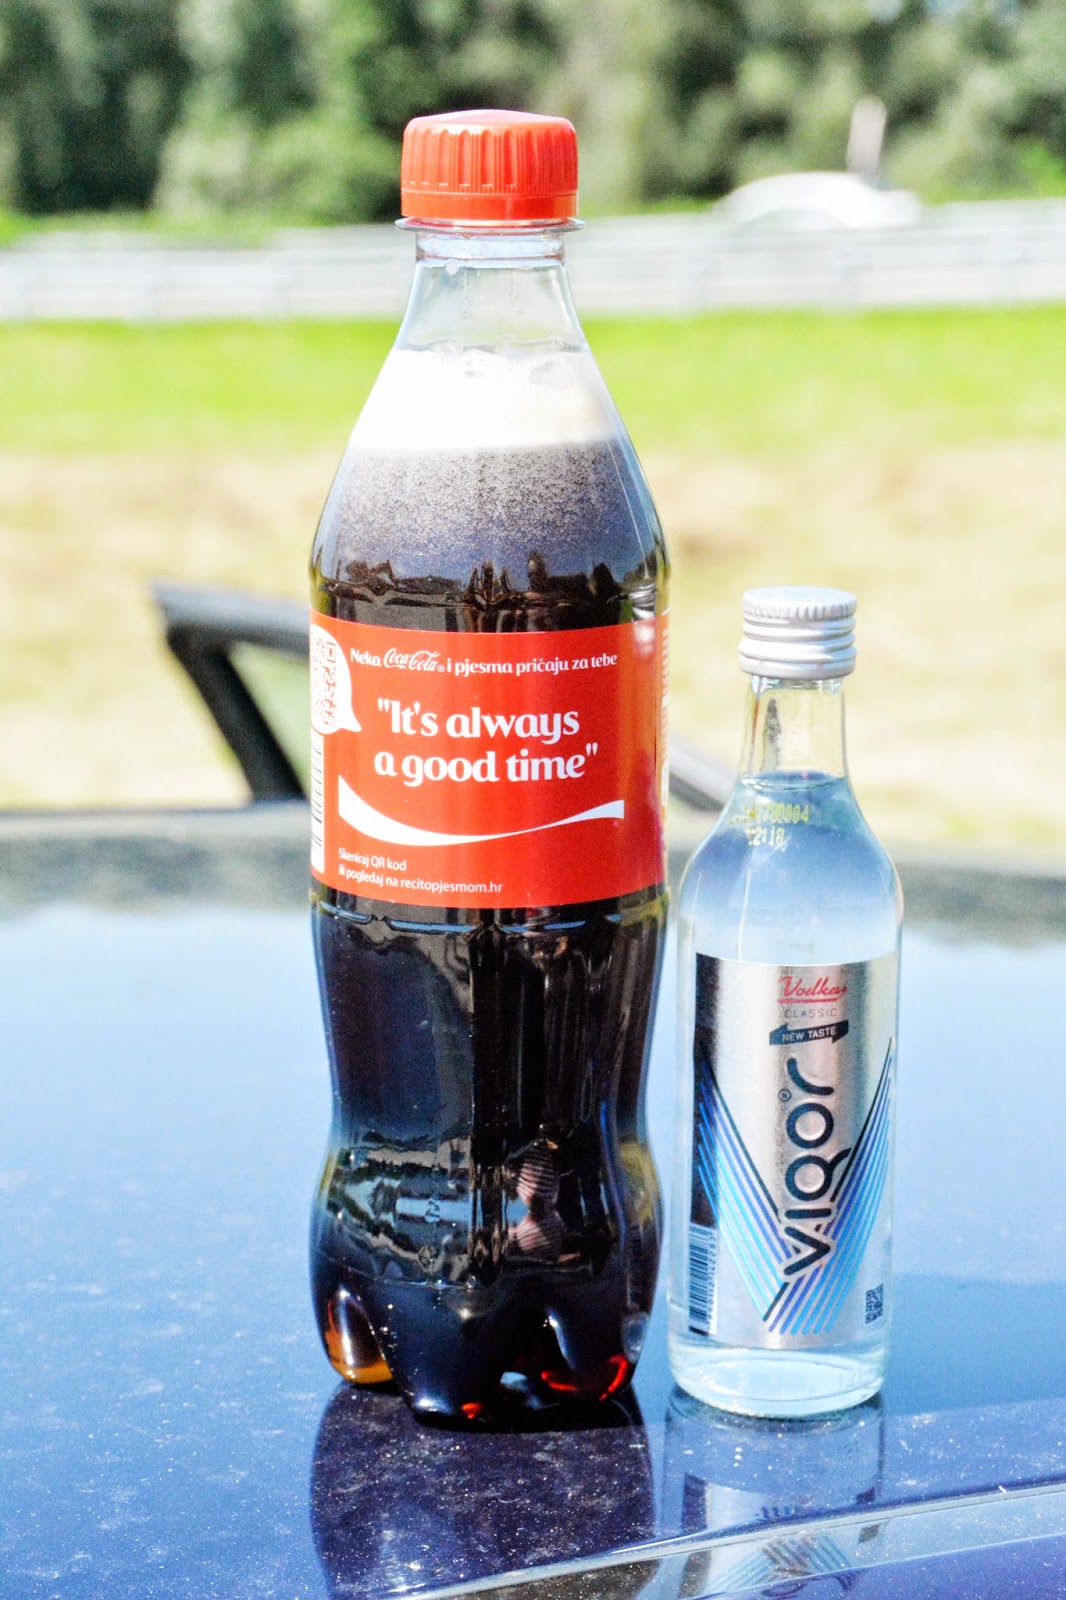 Neka Coca-Cola® i pjesma pričaju za tebe
"It's always
a good time"
Skeniraj QR kod
ili pogledaj na recitopjesmom.hr
Vodka
CLASSIC
NEW TASTE
VIGOr®